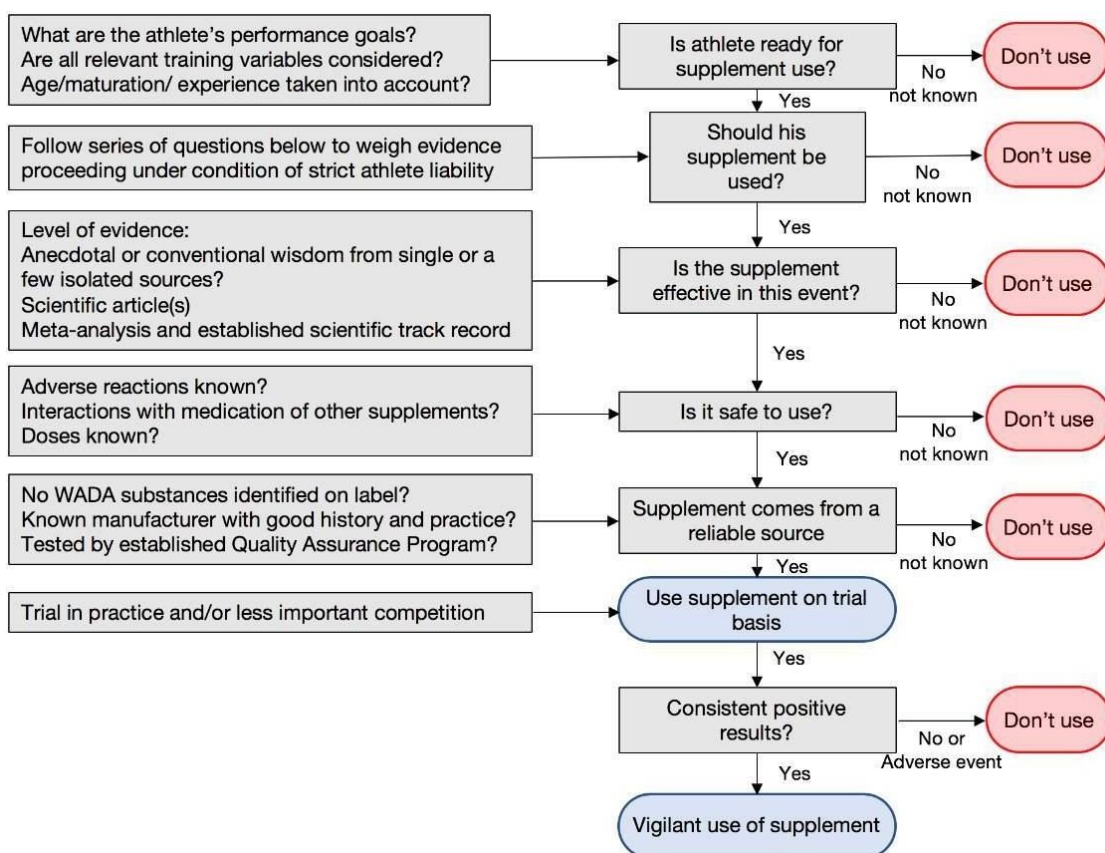 What are the athlete's performance goals?
Are all relevant training variables considered?
Age/maturation/ experience taken into account?
Is athlete ready for
supplement use?
No
not known
Don't use
Yes
Follow series of questions below to weigh evidence
proceeding under condition of strict athlete liability
Should his
supplement be
used?
No
not known
Don't use
Yes
Level of evidence:
Anecdotal or conventional wisdom from single or a
few isolated sources?
Scientific article(s)
Meta-analysis and established scientific track record
Is the supplement
effective in this event?
No
not known
Don't use
Yes
Adverse reactions known?
Interactions with medication of other supplements?
Doses known?
Is it safe to use?
No
not known
Don't use
Yes
No WADA substances identified on label?
Known manufacturer with good history and practice?
Tested by established Quality Assurance Program?
Supplement comes from a
reliable source
No
not known
Don't use
Yes
Trial in practice and/or less important competition
Use supplement on trial
basis
Yes
Consistent positive
results?
No or
Adverse event
Don't use
Yes
Vigilant use of supplement